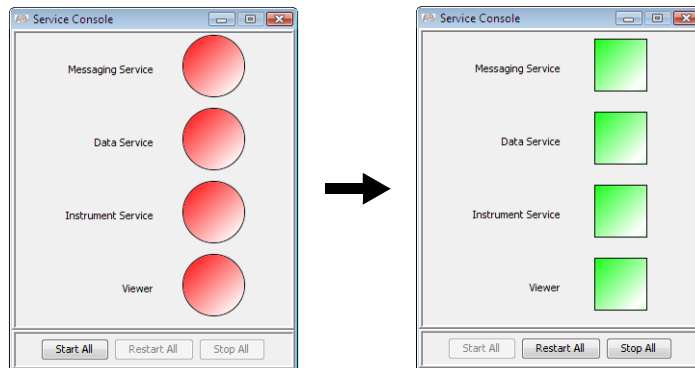 Service Console
Messaging Service
Data Service
Instrument Service
Viewer
Start All Restart All Stop All
Service Console
Messaging Service
Data Service
Instrument Service
Viewer
Start All Restart All Stop All